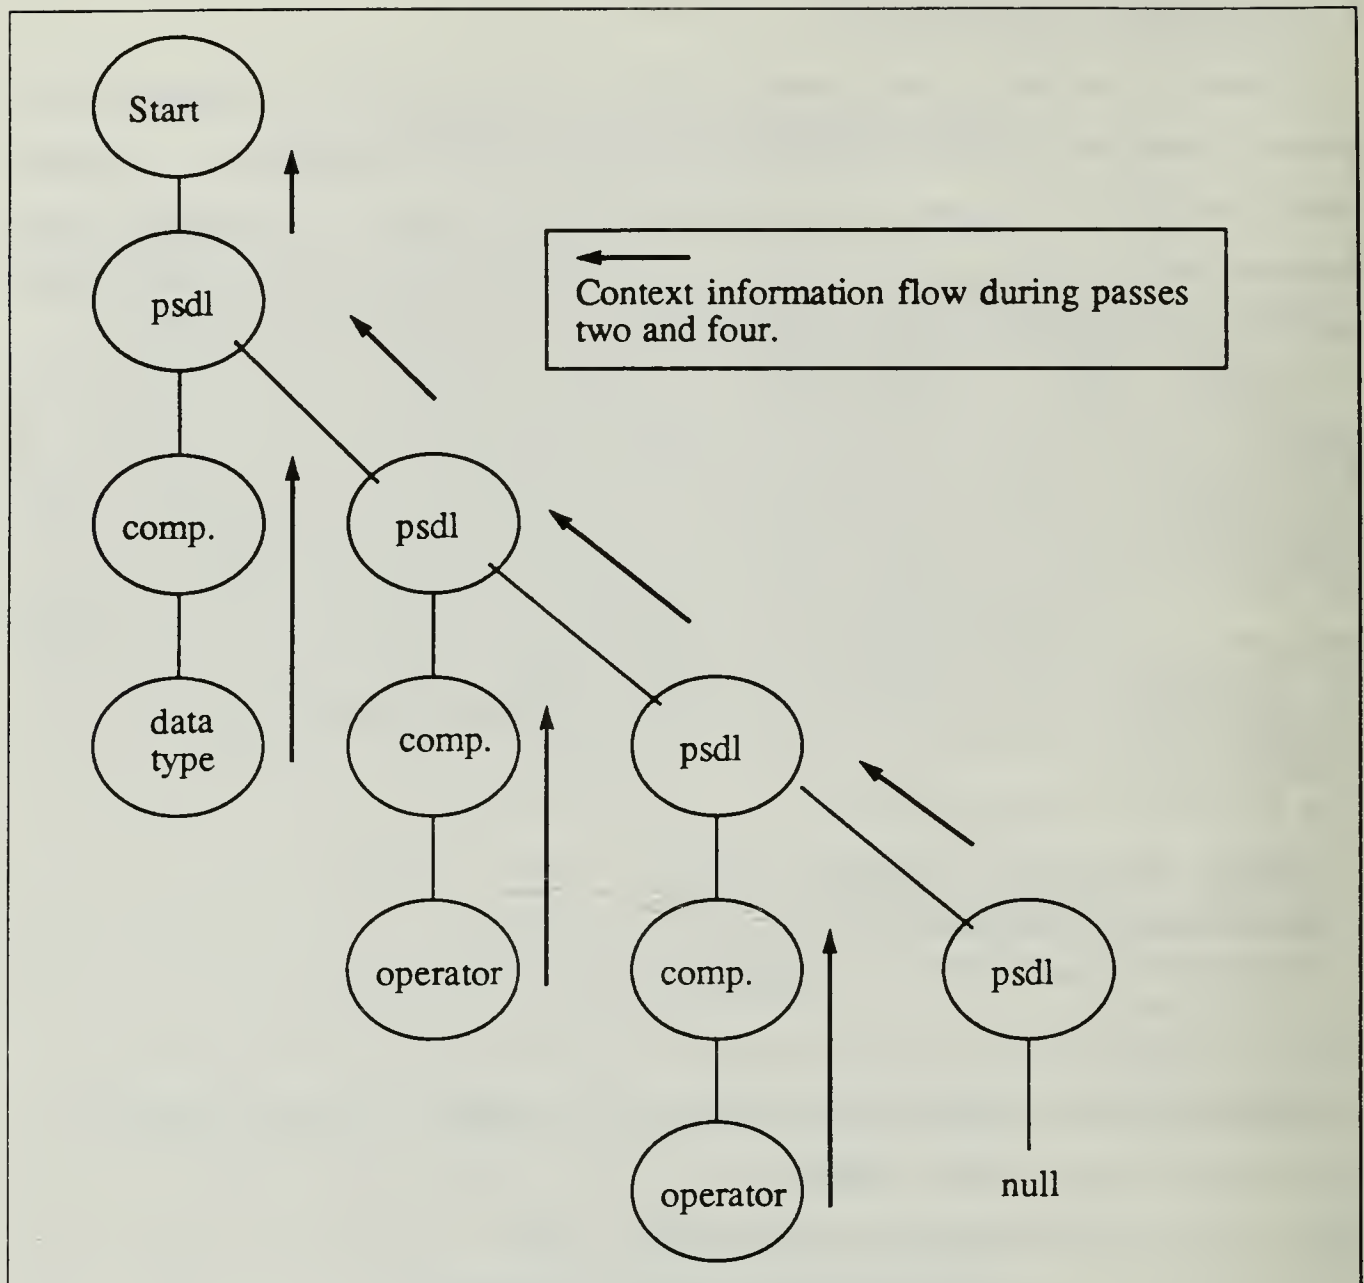 Start
psdl
Context information flow during passes
two and four.
comp.
psdl
data
type
comp.
psdl
operator
comp.
psdl
operator
null